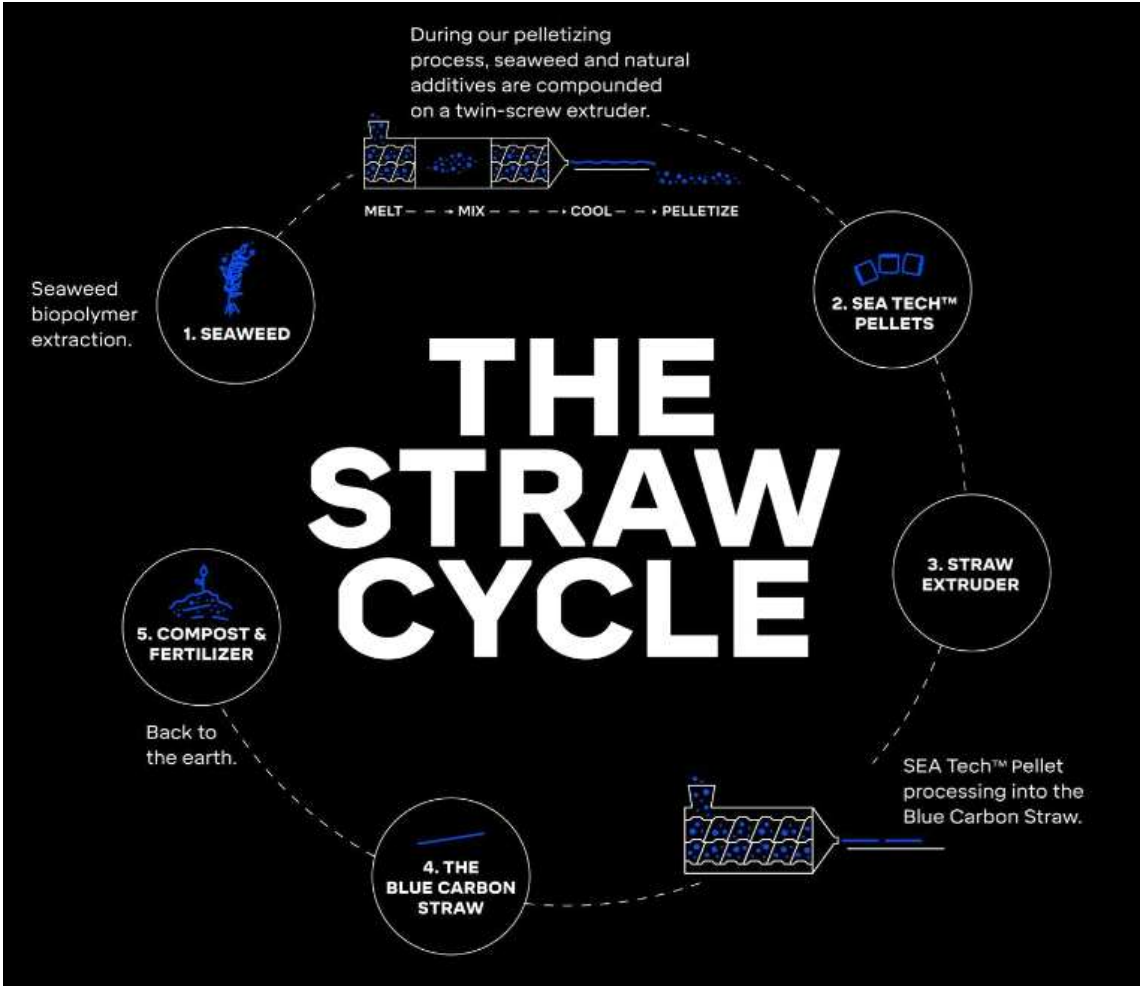 During our pelletizing
process, seaweed and natural
additives are compounded
on a twin-screw extruder.
MELT
MIX
COOL
PELLETIZE
Seaweed
biopolymer
extraction.
1. SEAWEED
2. SEA TECH™
PELLETS
THE
STRAW
CYCLE
3. STRAW
EXTRUDER
SEA Tech™ Pellet
processing into the
Blue Carbon Straw.
4. THE
BLUE CARBON
STRAW
5. COMPOST &
FERTILIZER
Back to
the earth.